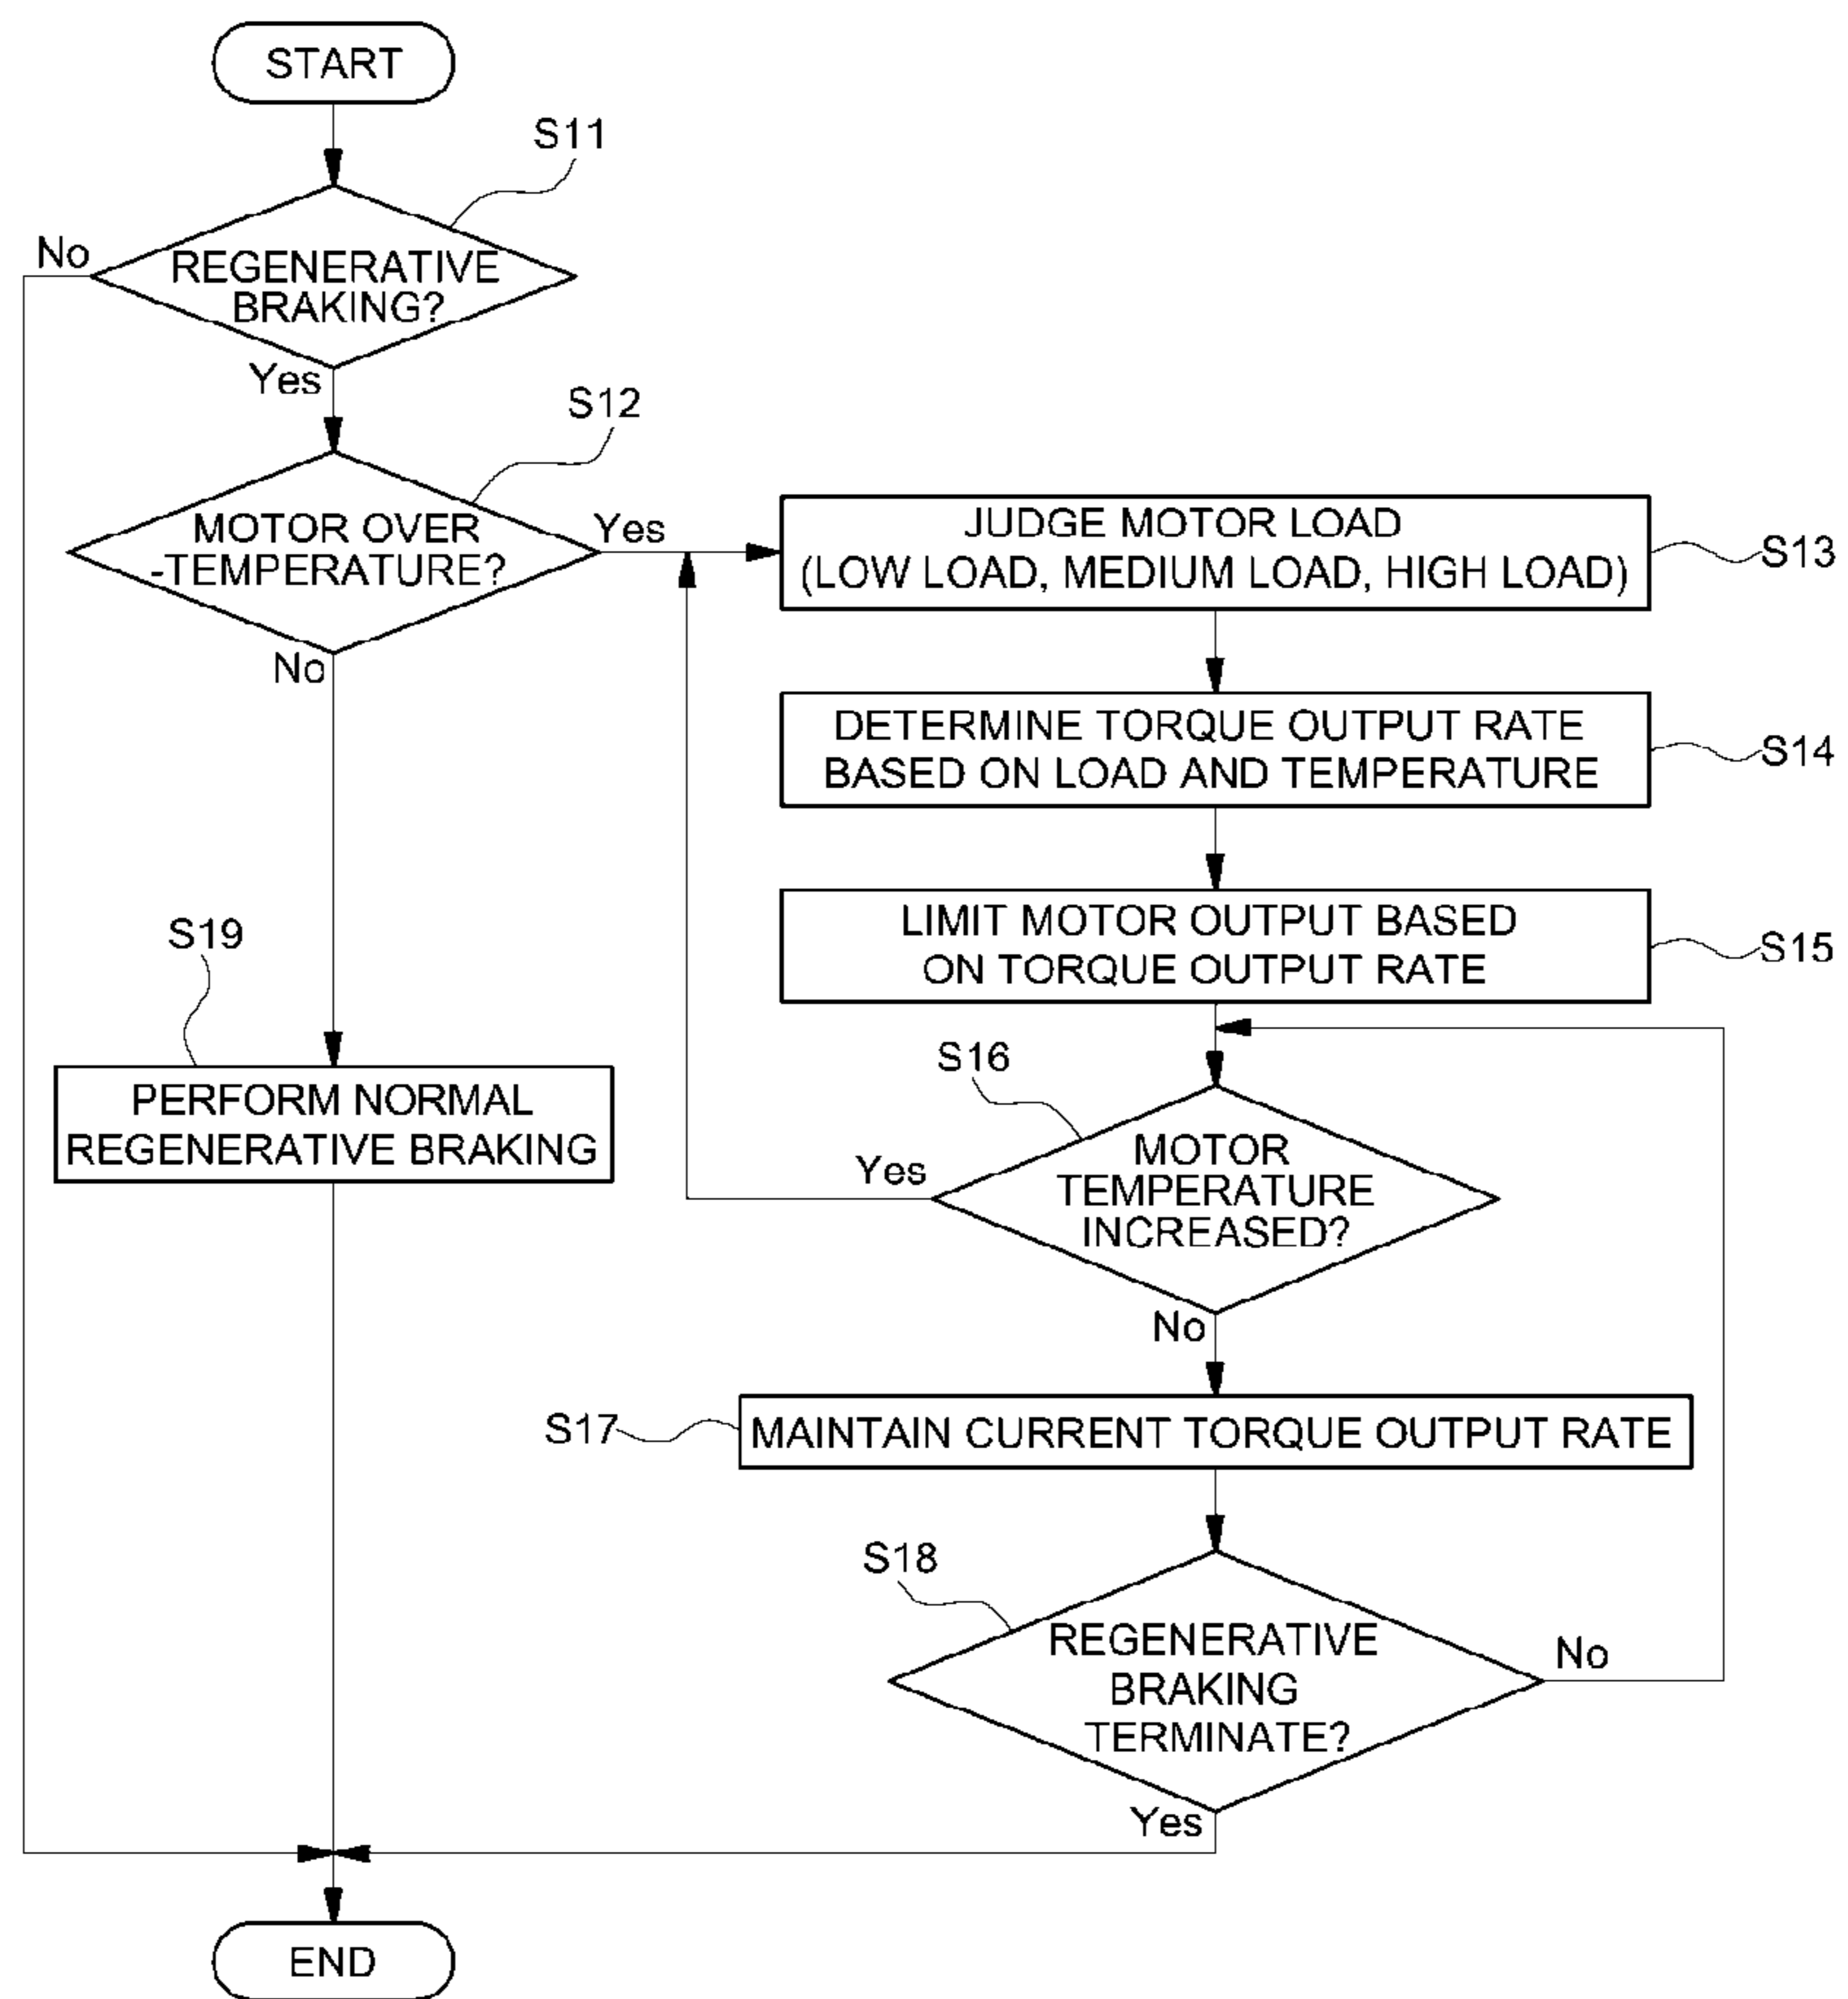 START
S11
No
REGENERATIVE
BRAKING?
Yes
S12
MOTOR OVER
-TEMPERATURE?
Yes
No
JUDGE MOTOR LOAD
(LOW LOAD, MEDIUM LOAD, HIGH LOAD)
S13
DETERMINE TORQUE OUTPUT RATE
BASED ON LOAD AND TEMPERATURE
S14
LIMIT MOTOR OUTPUT BASED
ON TORQUE OUTPUT RATE
S15
S19
PERFORM NORMAL
REGENERATIVE BRAKING
S16
Yes
MOTOR
TEMPERATURE
INCREASED?
No
S17
MAINTAIN CURRENT TORQUE OUTPUT RATE
S18
REGENERATIVE
BRAKING
TERMINATE?
No
Yes
END